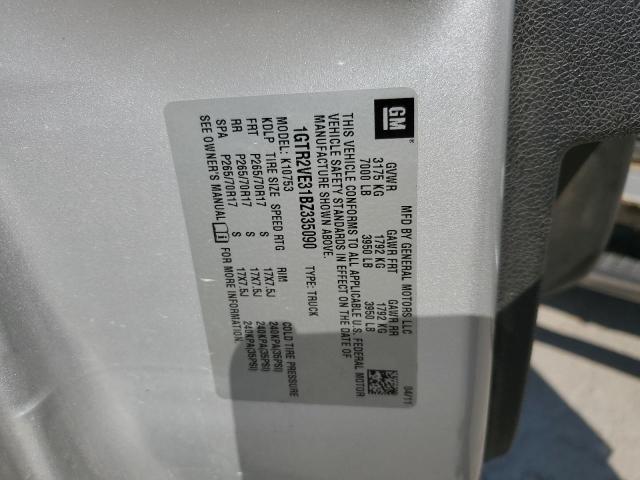 GM
MFD BY GENERAL MOTORS LLC
04/11
GVWR GAWR FRT GAWR RR
3175 KG 1792 KG 1792 KG
7000 LB 3950 LB 3950 LB
THIS VEHICLE CONFORMS TO ALL APPLICABLE U.S. FEDERAL MOTOR
VEHICLE SAFETY STANDARDS IN EFFECT ON THE DATE OF
MANUFACTURE SHOWN ABOVE.
1GTR2VE31BZ335090 TYPE: TRUCK
MODEL: K10753
KDLP TIRE SIZE SPEED RTG RIM COLD TIRE PRESSURE
FRT P265/70R17 S 17X7.5J 240KPA(35PSI)
RR P265/70R17 S 17X7.5J 240KPA(35PSI)
SPA P265/70R17 S 17X7.5J 240KPA(35PSI)
SEE OWNER'S MANUAL FOR MORE INFORMATION.